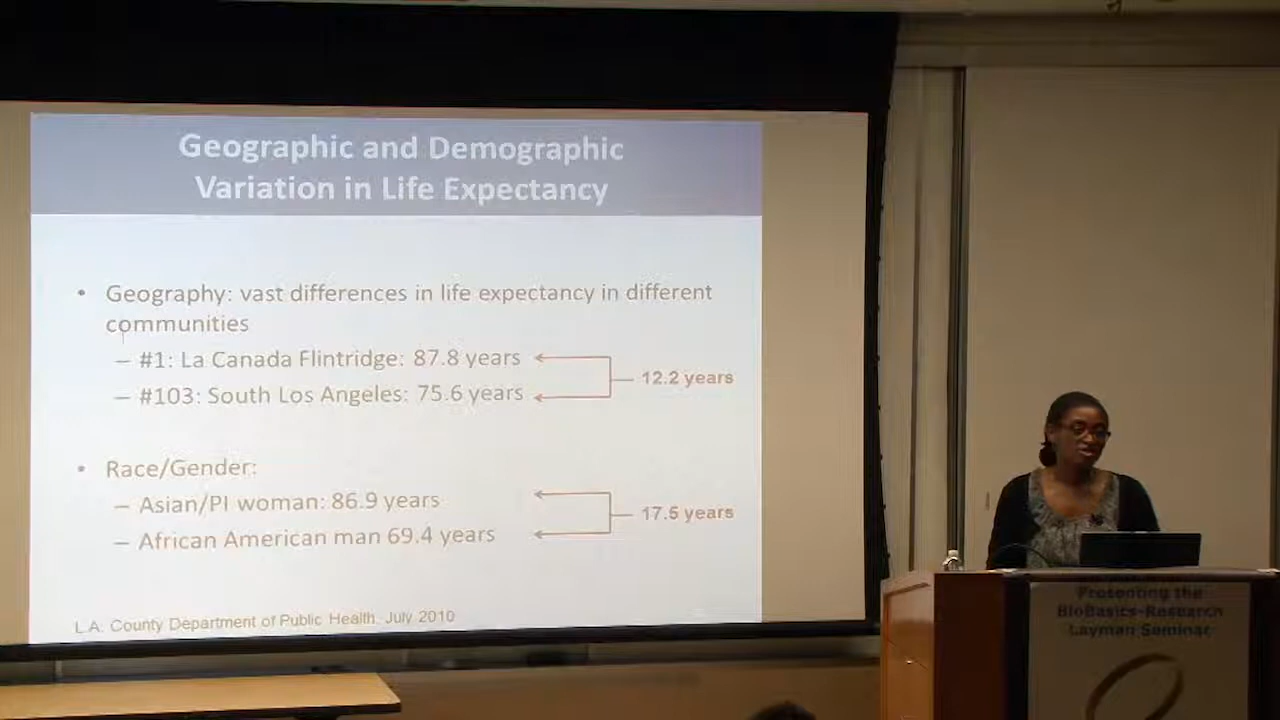 Geographic and Demographic
Variation in Life Expectancy
• Geography: vast differences in life expectancy in different
communities
– #1: La Canada Flintridge: 87.8 years
– #103: South Los Angeles: 75.6 years
12.2 years
• Race/Gender:
– Asian/PI woman: 86.9 years
– African American man 69.4 years
17.5 years
L.A. County Department of Public Health, July 2010
Presenting the
BioBasics-Research
Layman Seminar